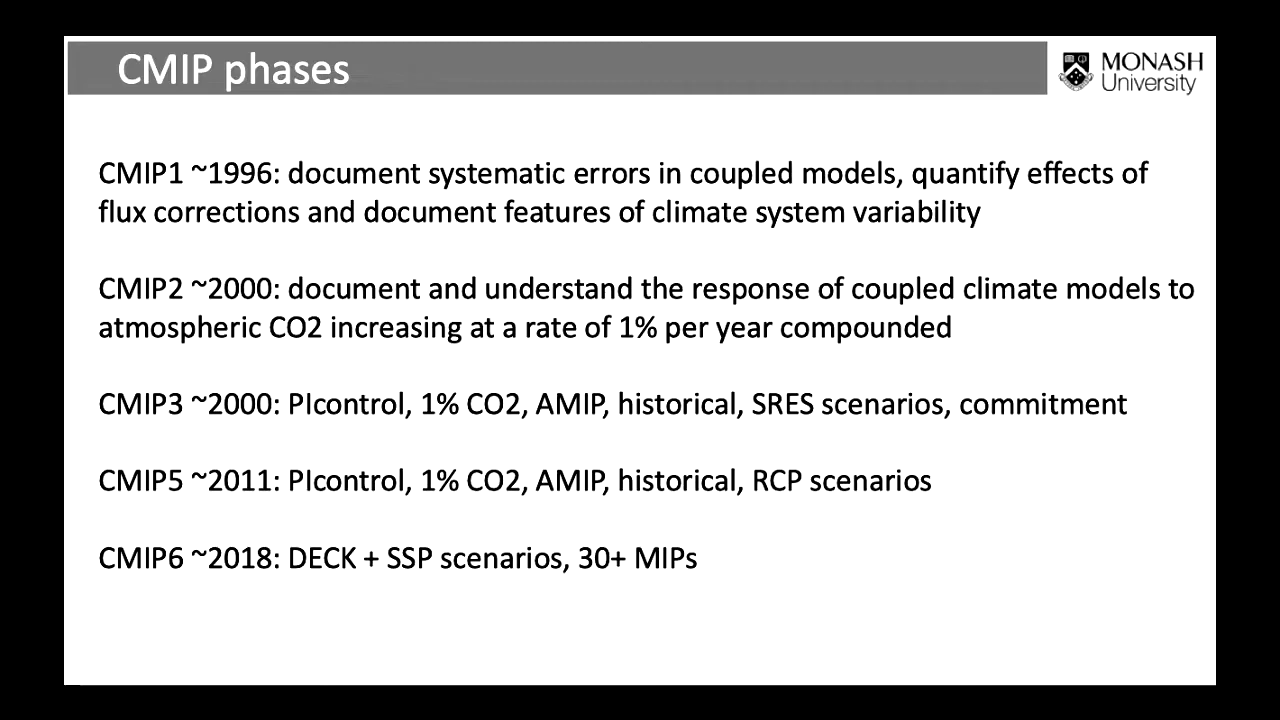 CMIP phases
MONASH
University
CMIP1 ~1996: document systematic errors in coupled models, quantify effects of
flux corrections and document features of climate system variability
CMIP2 ~2000: document and understand the response of coupled climate models to
atmospheric CO2 increasing at a rate of 1% per year compounded
CMIP3 ~2000: PIcontrol, 1% CO2, AMIP, historical, SRES scenarios, commitment
CMIP5 ~2011: PIcontrol, 1% CO2, AMIP, historical, RCP scenarios
CMIP6 ~2018: DECK + SSP scenarios, 30+ MIPs